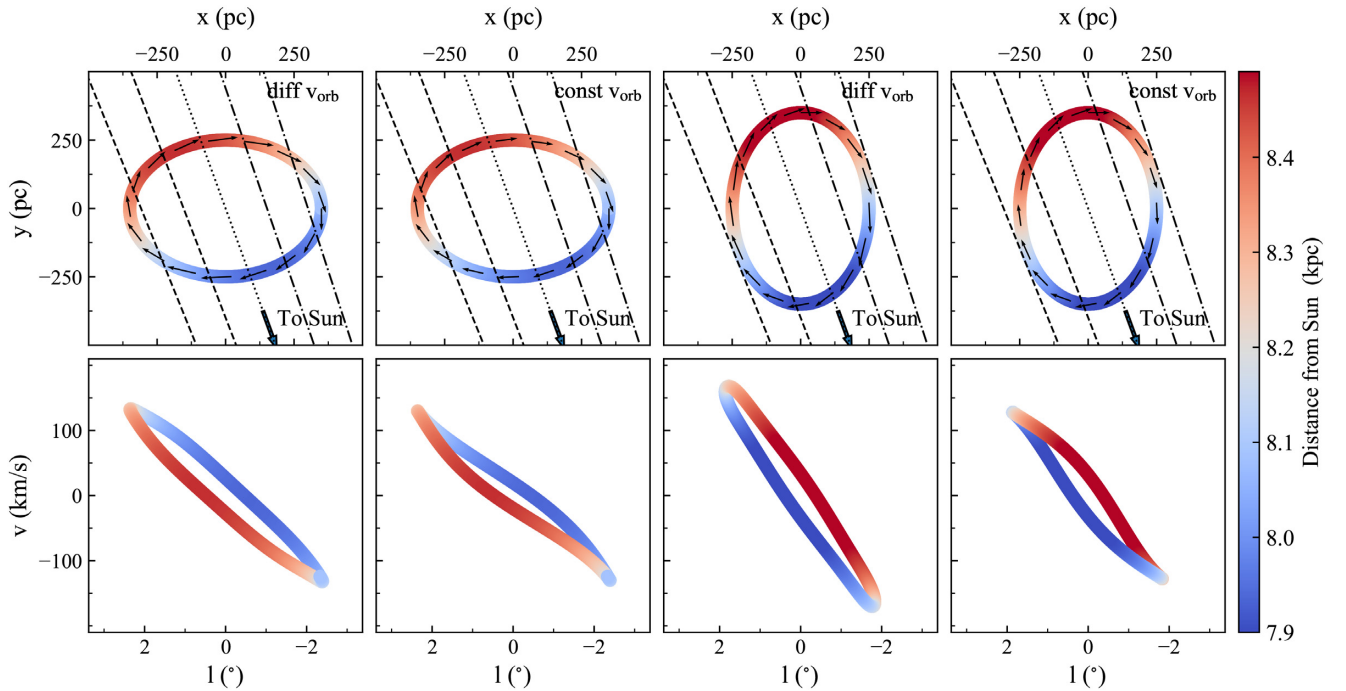 x (pc) x (pc) x (pc) x (pc)
−250 0 250 −250 0 250 −250 0 250 −250 0 250
diff v_orb const v_orb diff v_orb const v_orb
250
0
−250
y (pc)
To Sun To Sun To Sun To Sun
100
0
−100
v (km/s)
2 0 −2 2 0 −2 2 0 −2 2 0 −2
l (°) l (°) l (°) l (°)
8.4
8.3
8.2
8.1
8.0
7.9
Distance from Sun (kpc)